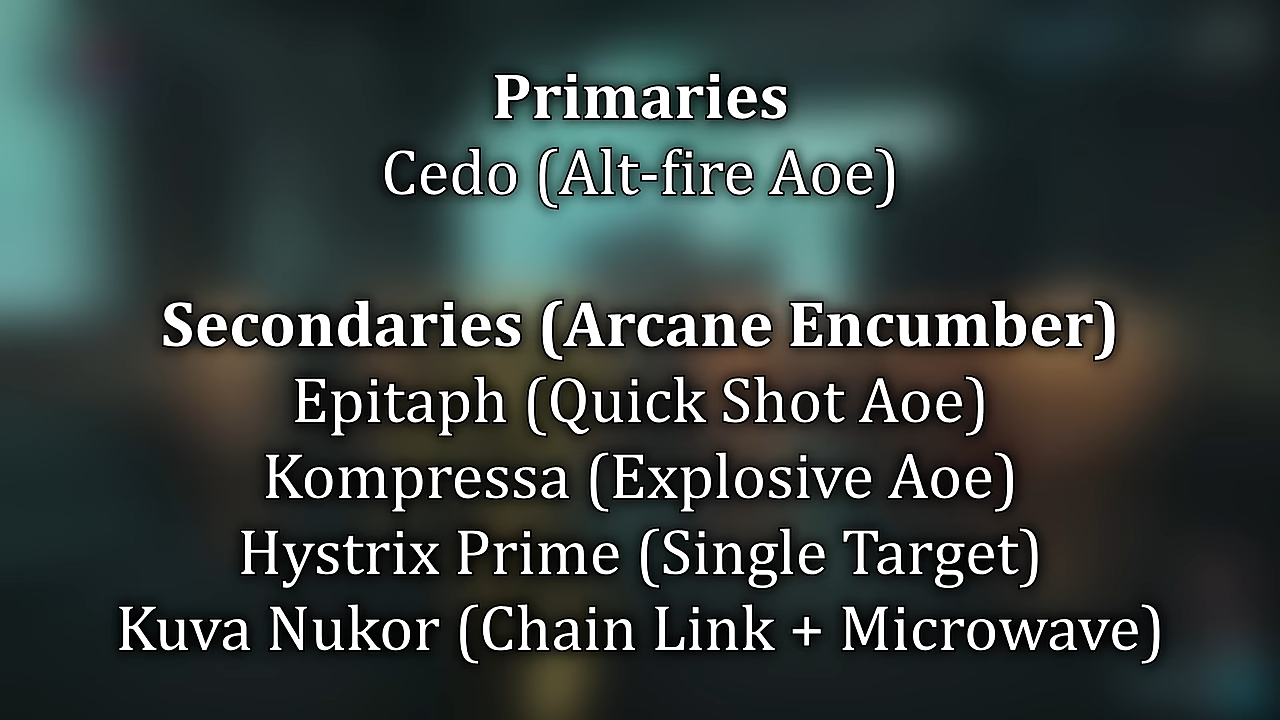 Primaries
Cedo (Alt-fire Aoe)
Secondaries (Arcane Encumber)
Epitaph (Quick Shot Aoe)
Kompressa (Explosive Aoe)
Hystrix Prime (Single Target)
Kuva Nukor (Chain Link + Microwave)